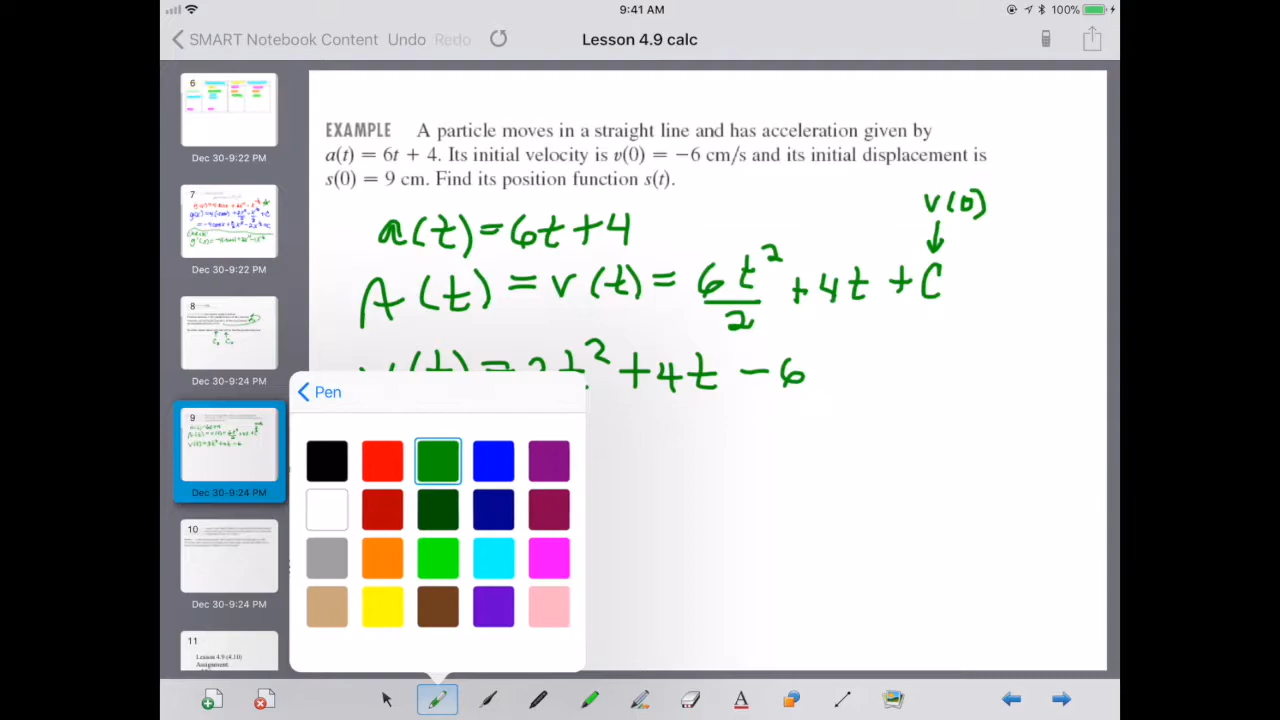 9:41 AM
100%
SMART Notebook Content Undo Redo Lesson 4.9 calc
6
Dec 30-9:22 PM
7
Dec 30-9:22 PM
8
Dec 30-9:24 PM
9
Dec 30-9:24 PM
10
Dec 30-9:24 PM
11
Lesson 4.9 (4.10)
Assignment:
EXAMPLE A particle moves in a straight line and has acceleration given by
a(t) = 6t + 4. Its initial velocity is v(0) = −6 cm/s and its initial displacement is
s(0) = 9 cm. Find its position function s(t).
v(0)
↓
a(t)=6t+4
A(t) = v(t) = 6t²/2 + 4t + C
v(t) = 3t² + 4t − 6
Pen
A